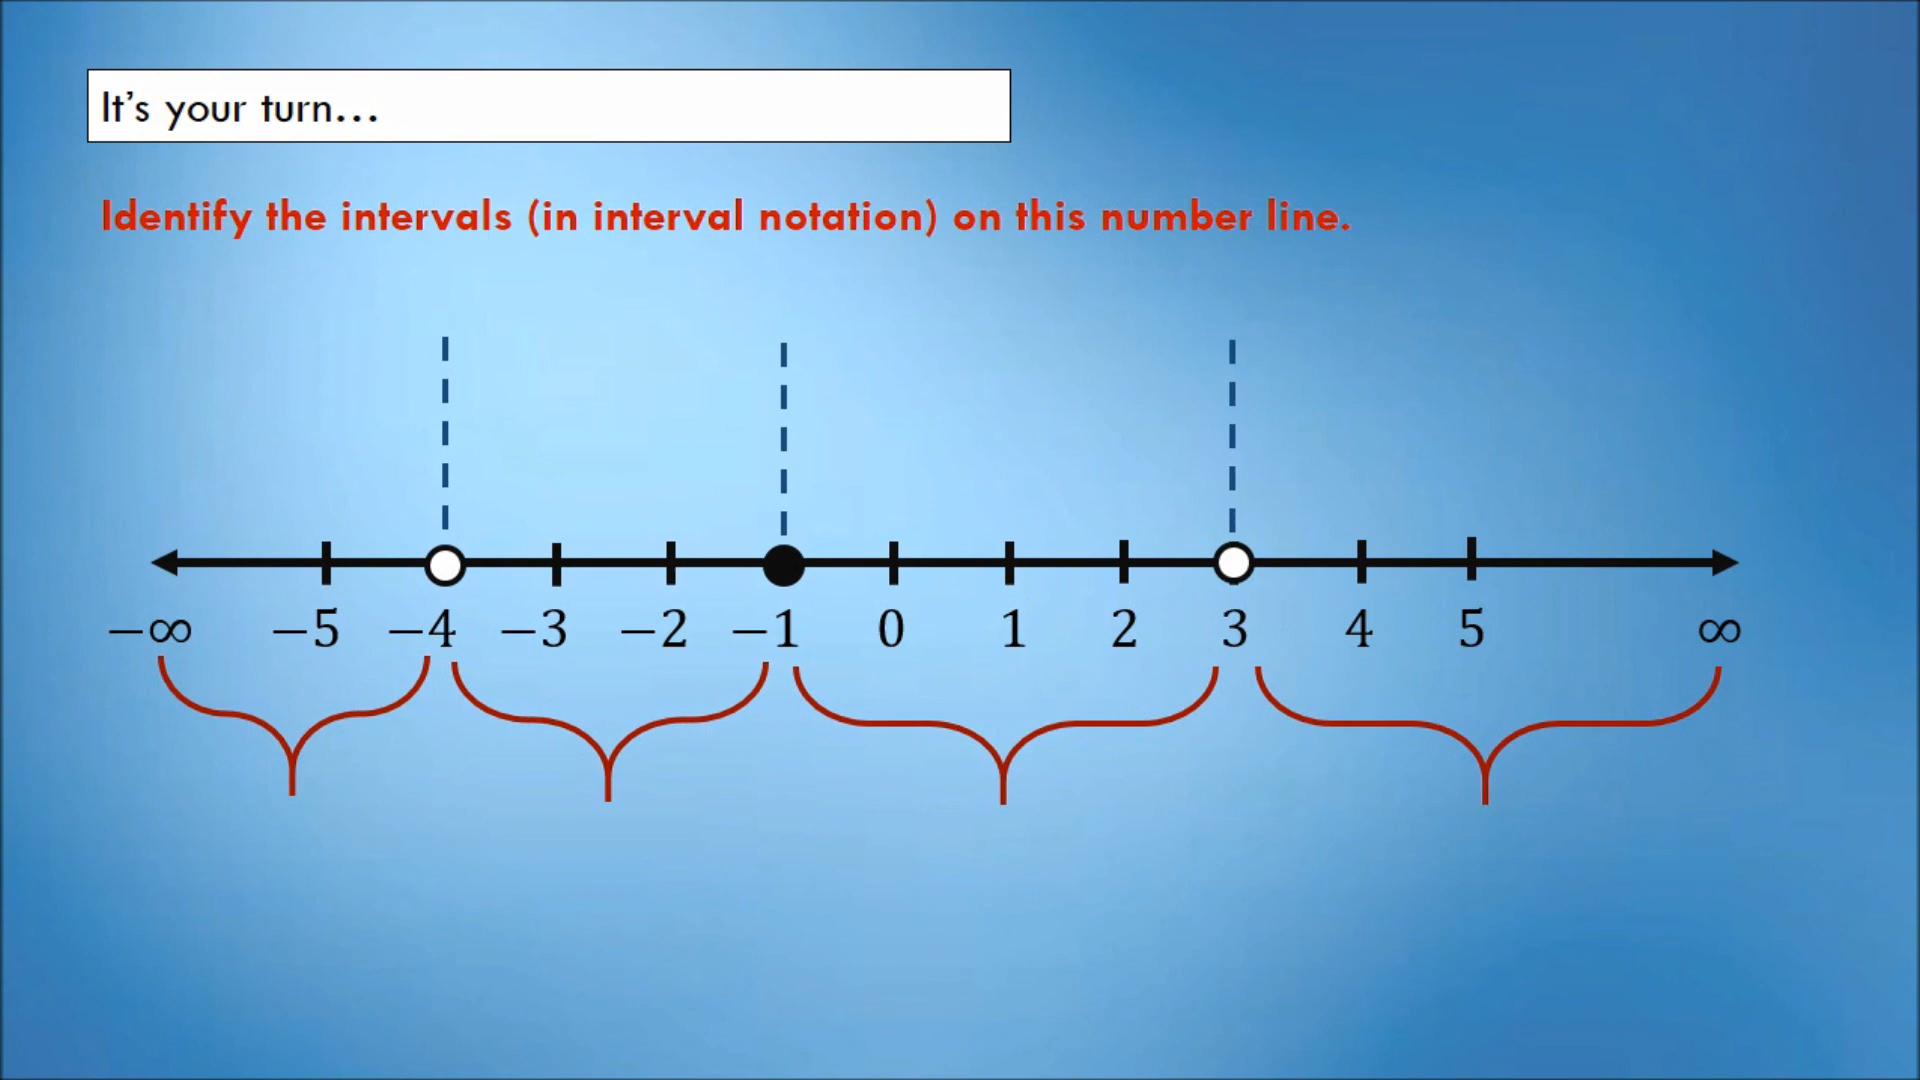 It's your turn...
Identify the intervals (in interval notation) on this number line.
−∞ −5 −4 −3 −2 −1 0 1 2 3 4 5 ∞